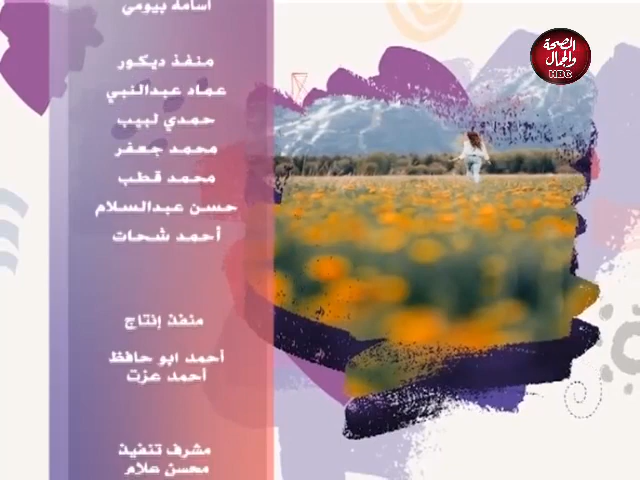 أسامة بيومى
منفذ ديكور
عماد عبدالنبي
حمدي لبيب
محمد جعفر
محمد قطب
حسن عبدالسلام
أحمد شحات
منفذ إنتاج
أحمد ابو حافظ
أحمد عزت
مشرف تنفيذ
محسن علام
الصحة
والجمال
HBC